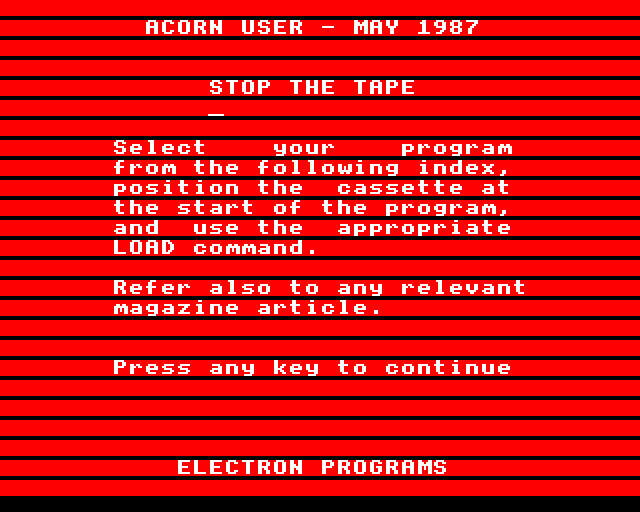 ACORN USER - MAY 1987
STOP THE TAPE
Select your program
from the following index,
position the cassette at
the start of the program,
and use the appropriate
LOAD command.
Refer also to any relevant
magazine article.
Press any key to continue
ELECTRON PROGRAMS